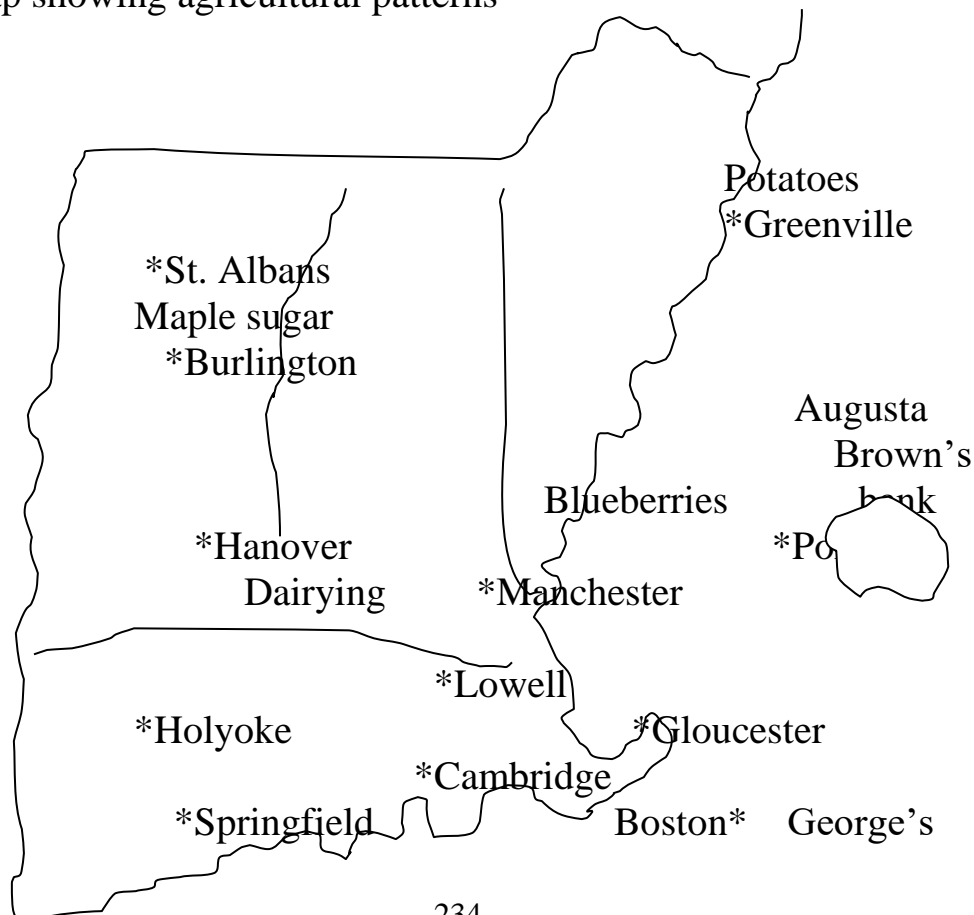 showing agricultural patterns
Potatoes
*Greenville
*St. Albans
Maple sugar
*Burlington
Augusta
Brown's
bank
Blueberries
*Hanover
Dairying
*Manchester
*Lowell
*Holyoke
*Gloucester
*Cambridge
*Springfield
Boston* George's
234